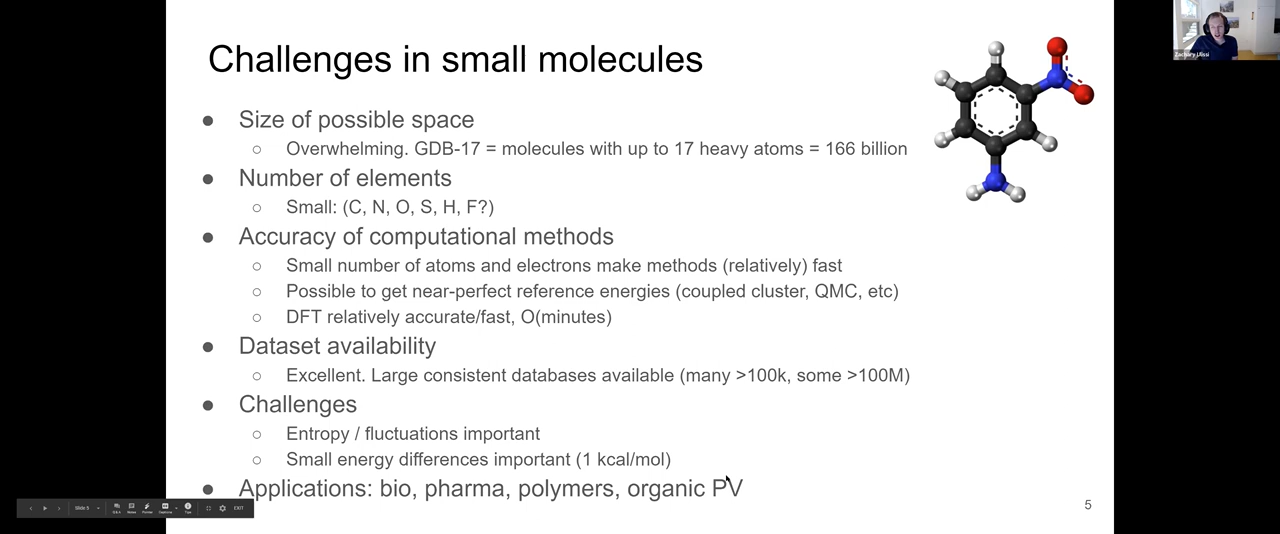 Challenges in small molecules
Zachary Ulissi
● Size of possible space
○ Overwhelming. GDB-17 = molecules with up to 17 heavy atoms = 166 billion
● Number of elements
○ Small: (C, N, O, S, H, F?)
● Accuracy of computational methods
○ Small number of atoms and electrons make methods (relatively) fast
○ Possible to get near-perfect reference energies (coupled cluster, QMC, etc)
○ DFT relatively accurate/fast, O(minutes)
● Dataset availability
○ Excellent. Large consistent databases available (many >100k, some >100M)
● Challenges
○ Entropy / fluctuations important
○ Small energy differences important (1 kcal/mol)
● Applications: bio, pharma, polymers, organic PV
5
Slide 5
Q&A Notes Pointer Captions Tips EXIT